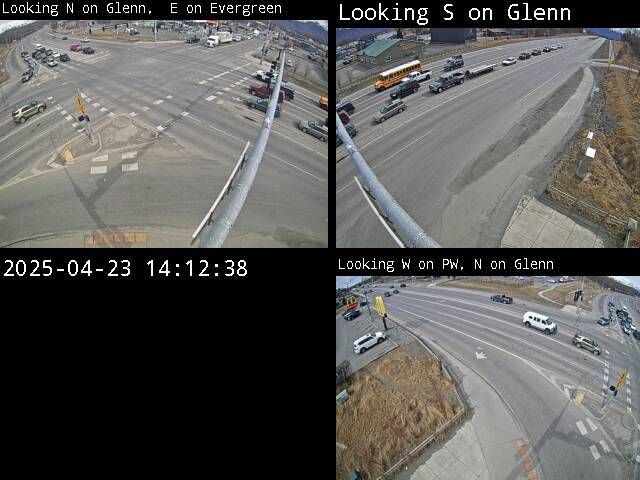 Looking N on Glenn,  E on Evergreen
Looking S on Glenn
2025-04-23 14:12:38
Looking W on PW, N on Glenn